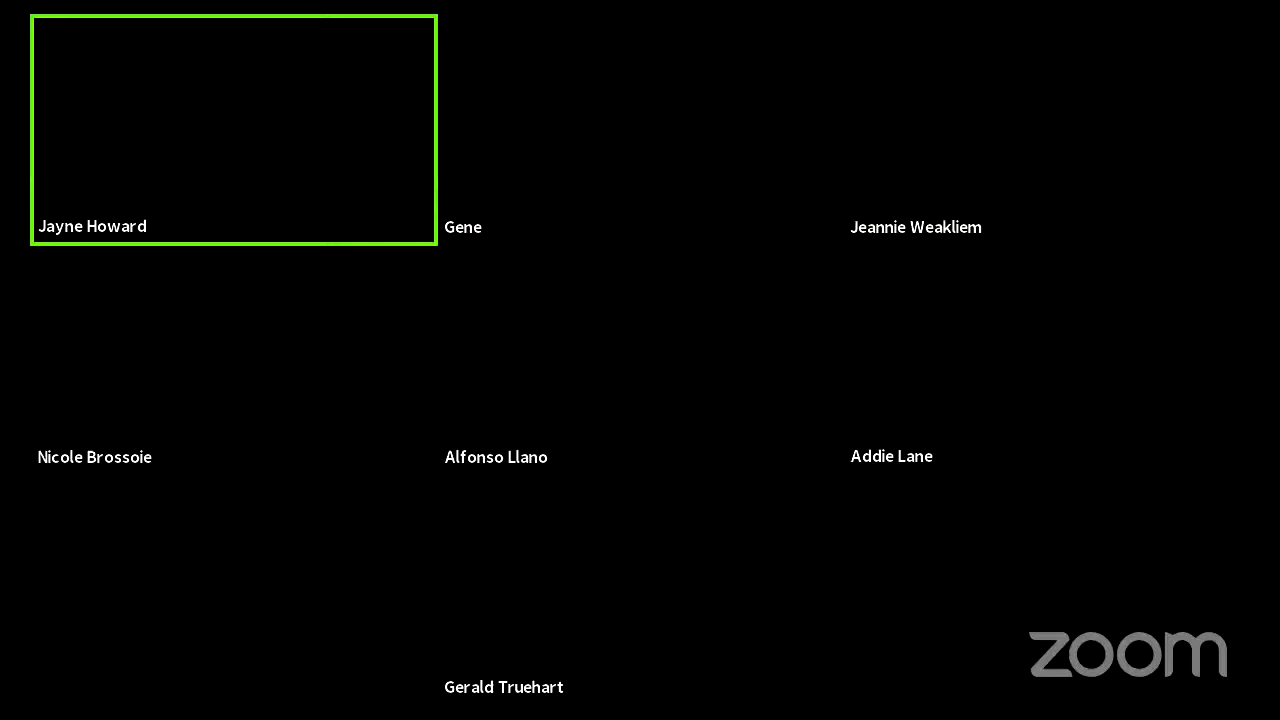 Jayne Howard
Gene
Jeannie Weakliem
Nicole Brossoie
Alfonso Llano
Addie Lane
Gerald Truehart
zoom